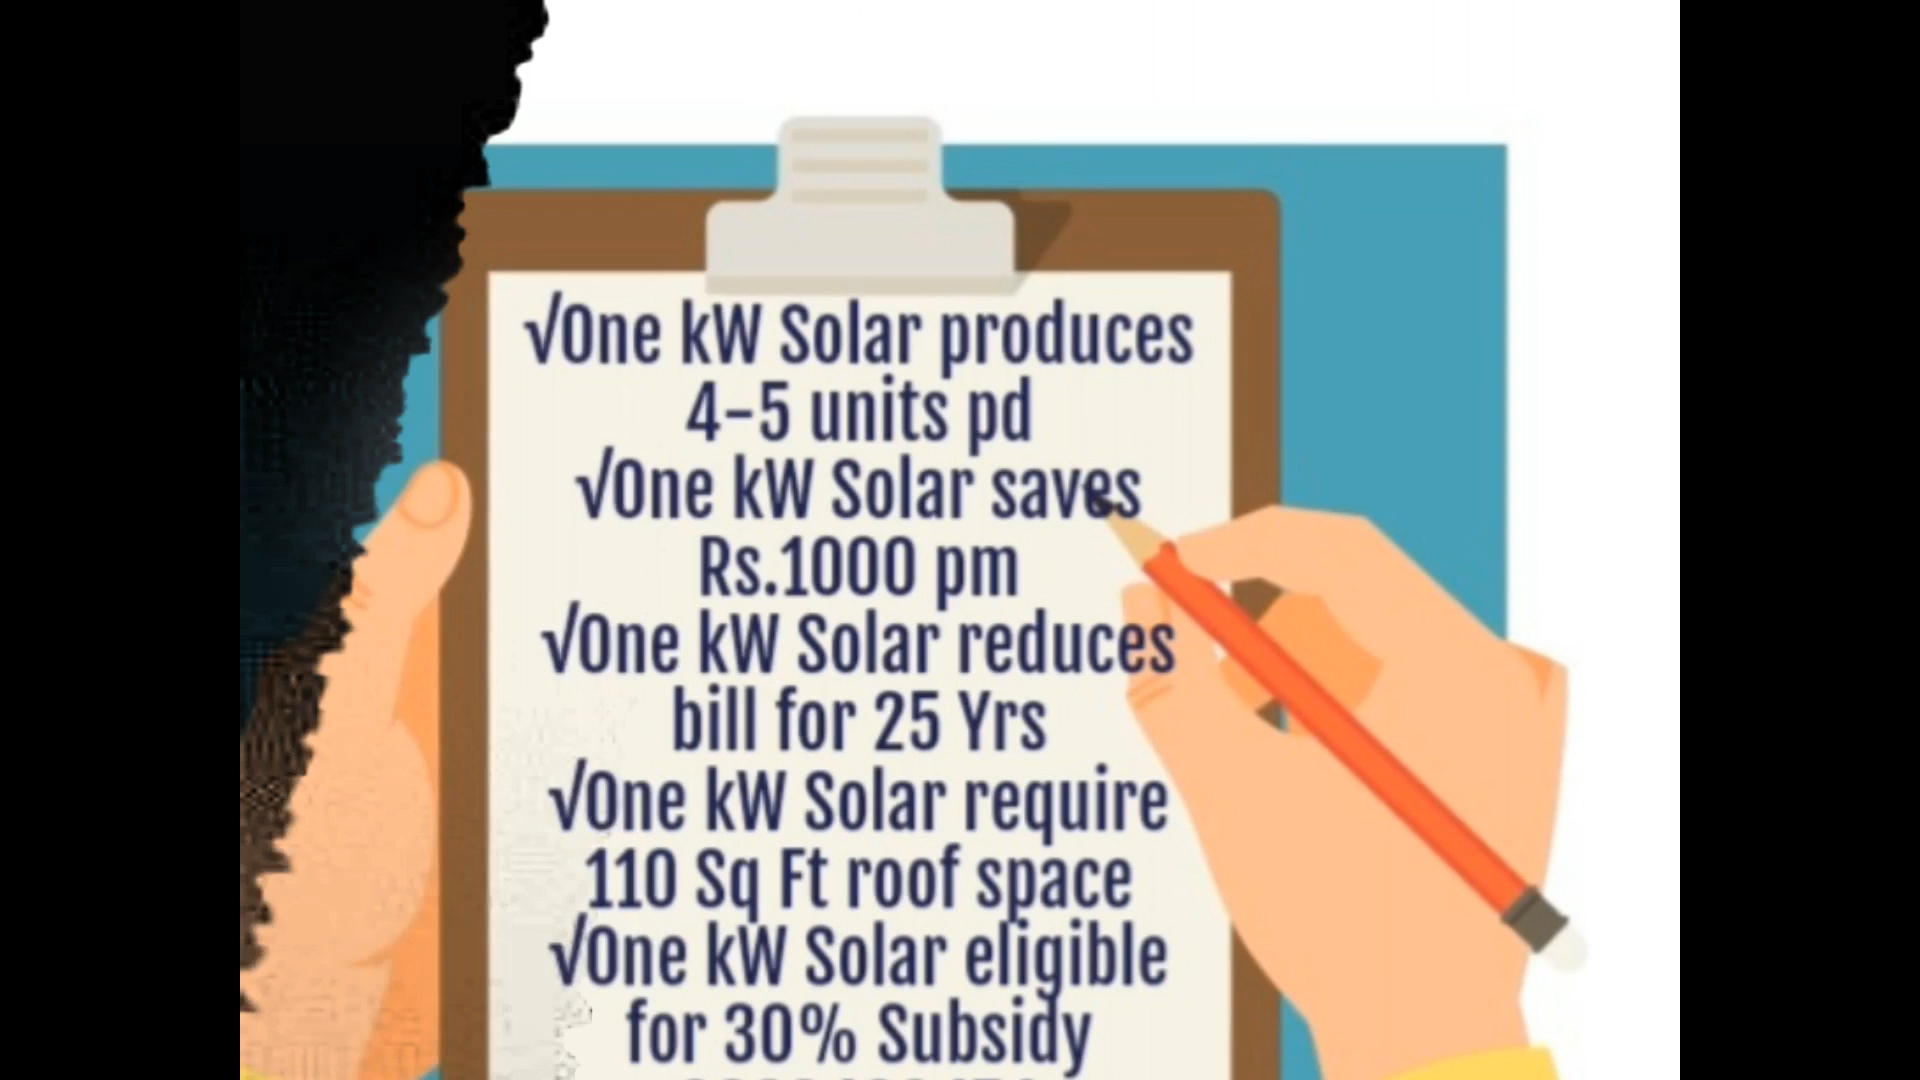 √One kW Solar produces
4-5 units pd
√One kW Solar saves
Rs.1000 pm
√One kW Solar reduces
bill for 25 Yrs
√One kW Solar require
110 Sq Ft roof space
√One kW Solar eligible
for 30% Subsidy